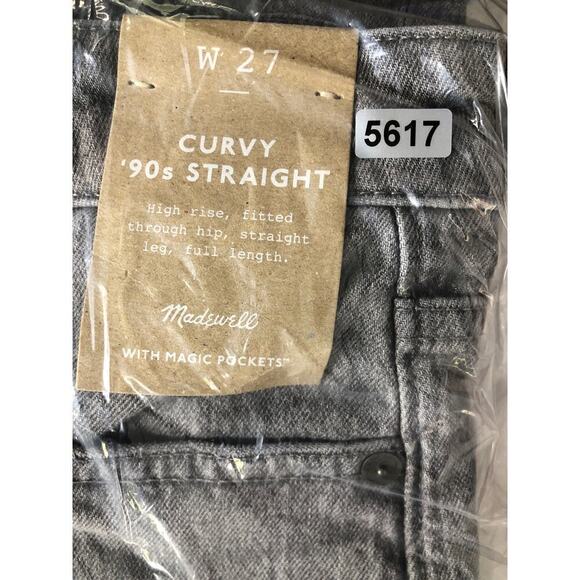 W 27
5617
CURVY
'90s STRAIGHT
High rise, fitted
through hip, straight
leg, full length.
Madewell
WITH MAGIC POCKETS™